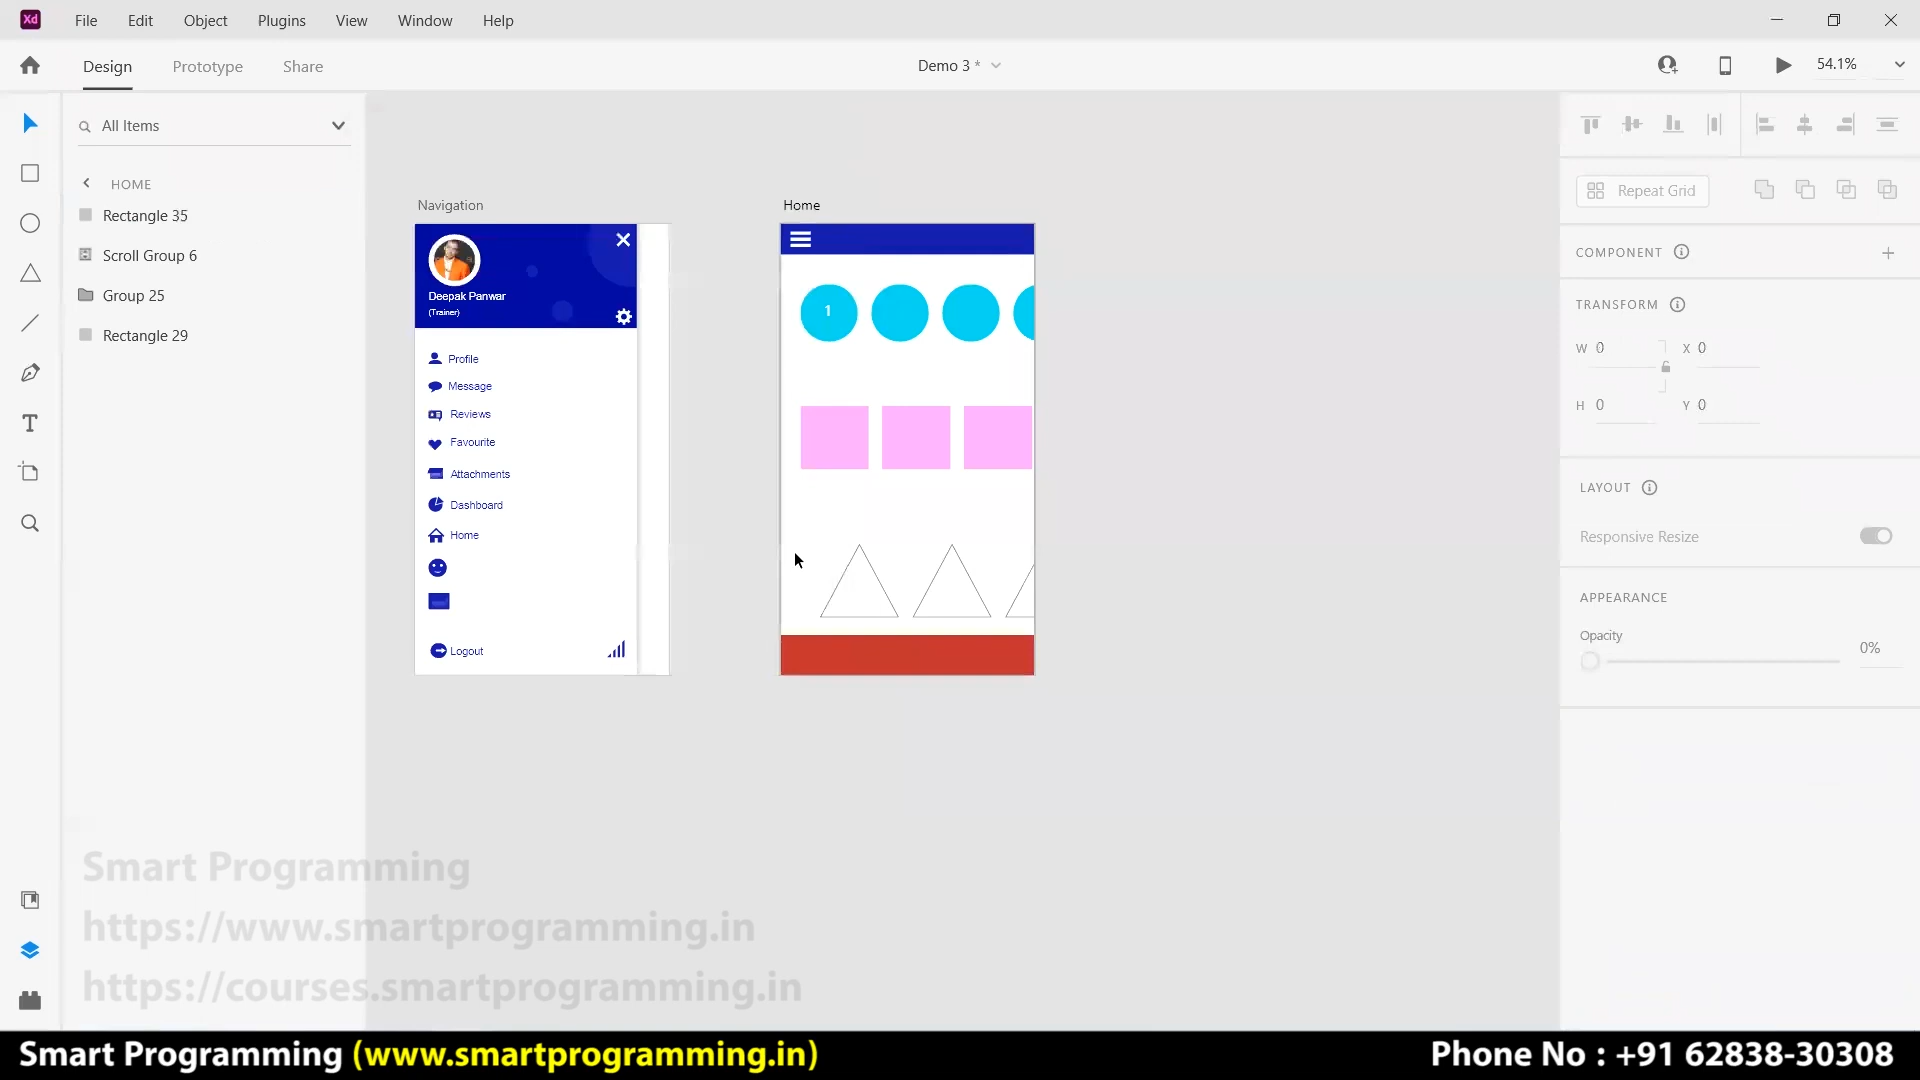 Xd File Edit Object Plugins View Window Help
Design Prototype Share Demo 3 * 54.1%
All Items
HOME
Rectangle 35
Scroll Group 6
Group 25
Rectangle 29
Navigation
Deepak Panwar
(Trainer)
Profile
Message
Reviews
Favourite
Attachments
Dashboard
Home
Logout
Home
1
Repeat Grid
COMPONENT
TRANSFORM
W 0 X 0
H 0 Y 0
LAYOUT
Responsive Resize
APPEARANCE
Opacity
0%
Smart Programming
https://www.smartprogramming.in
https://courses.smartprogramming.in
Smart Programming (www.smartprogramming.in) Phone No : +91 62838-30308